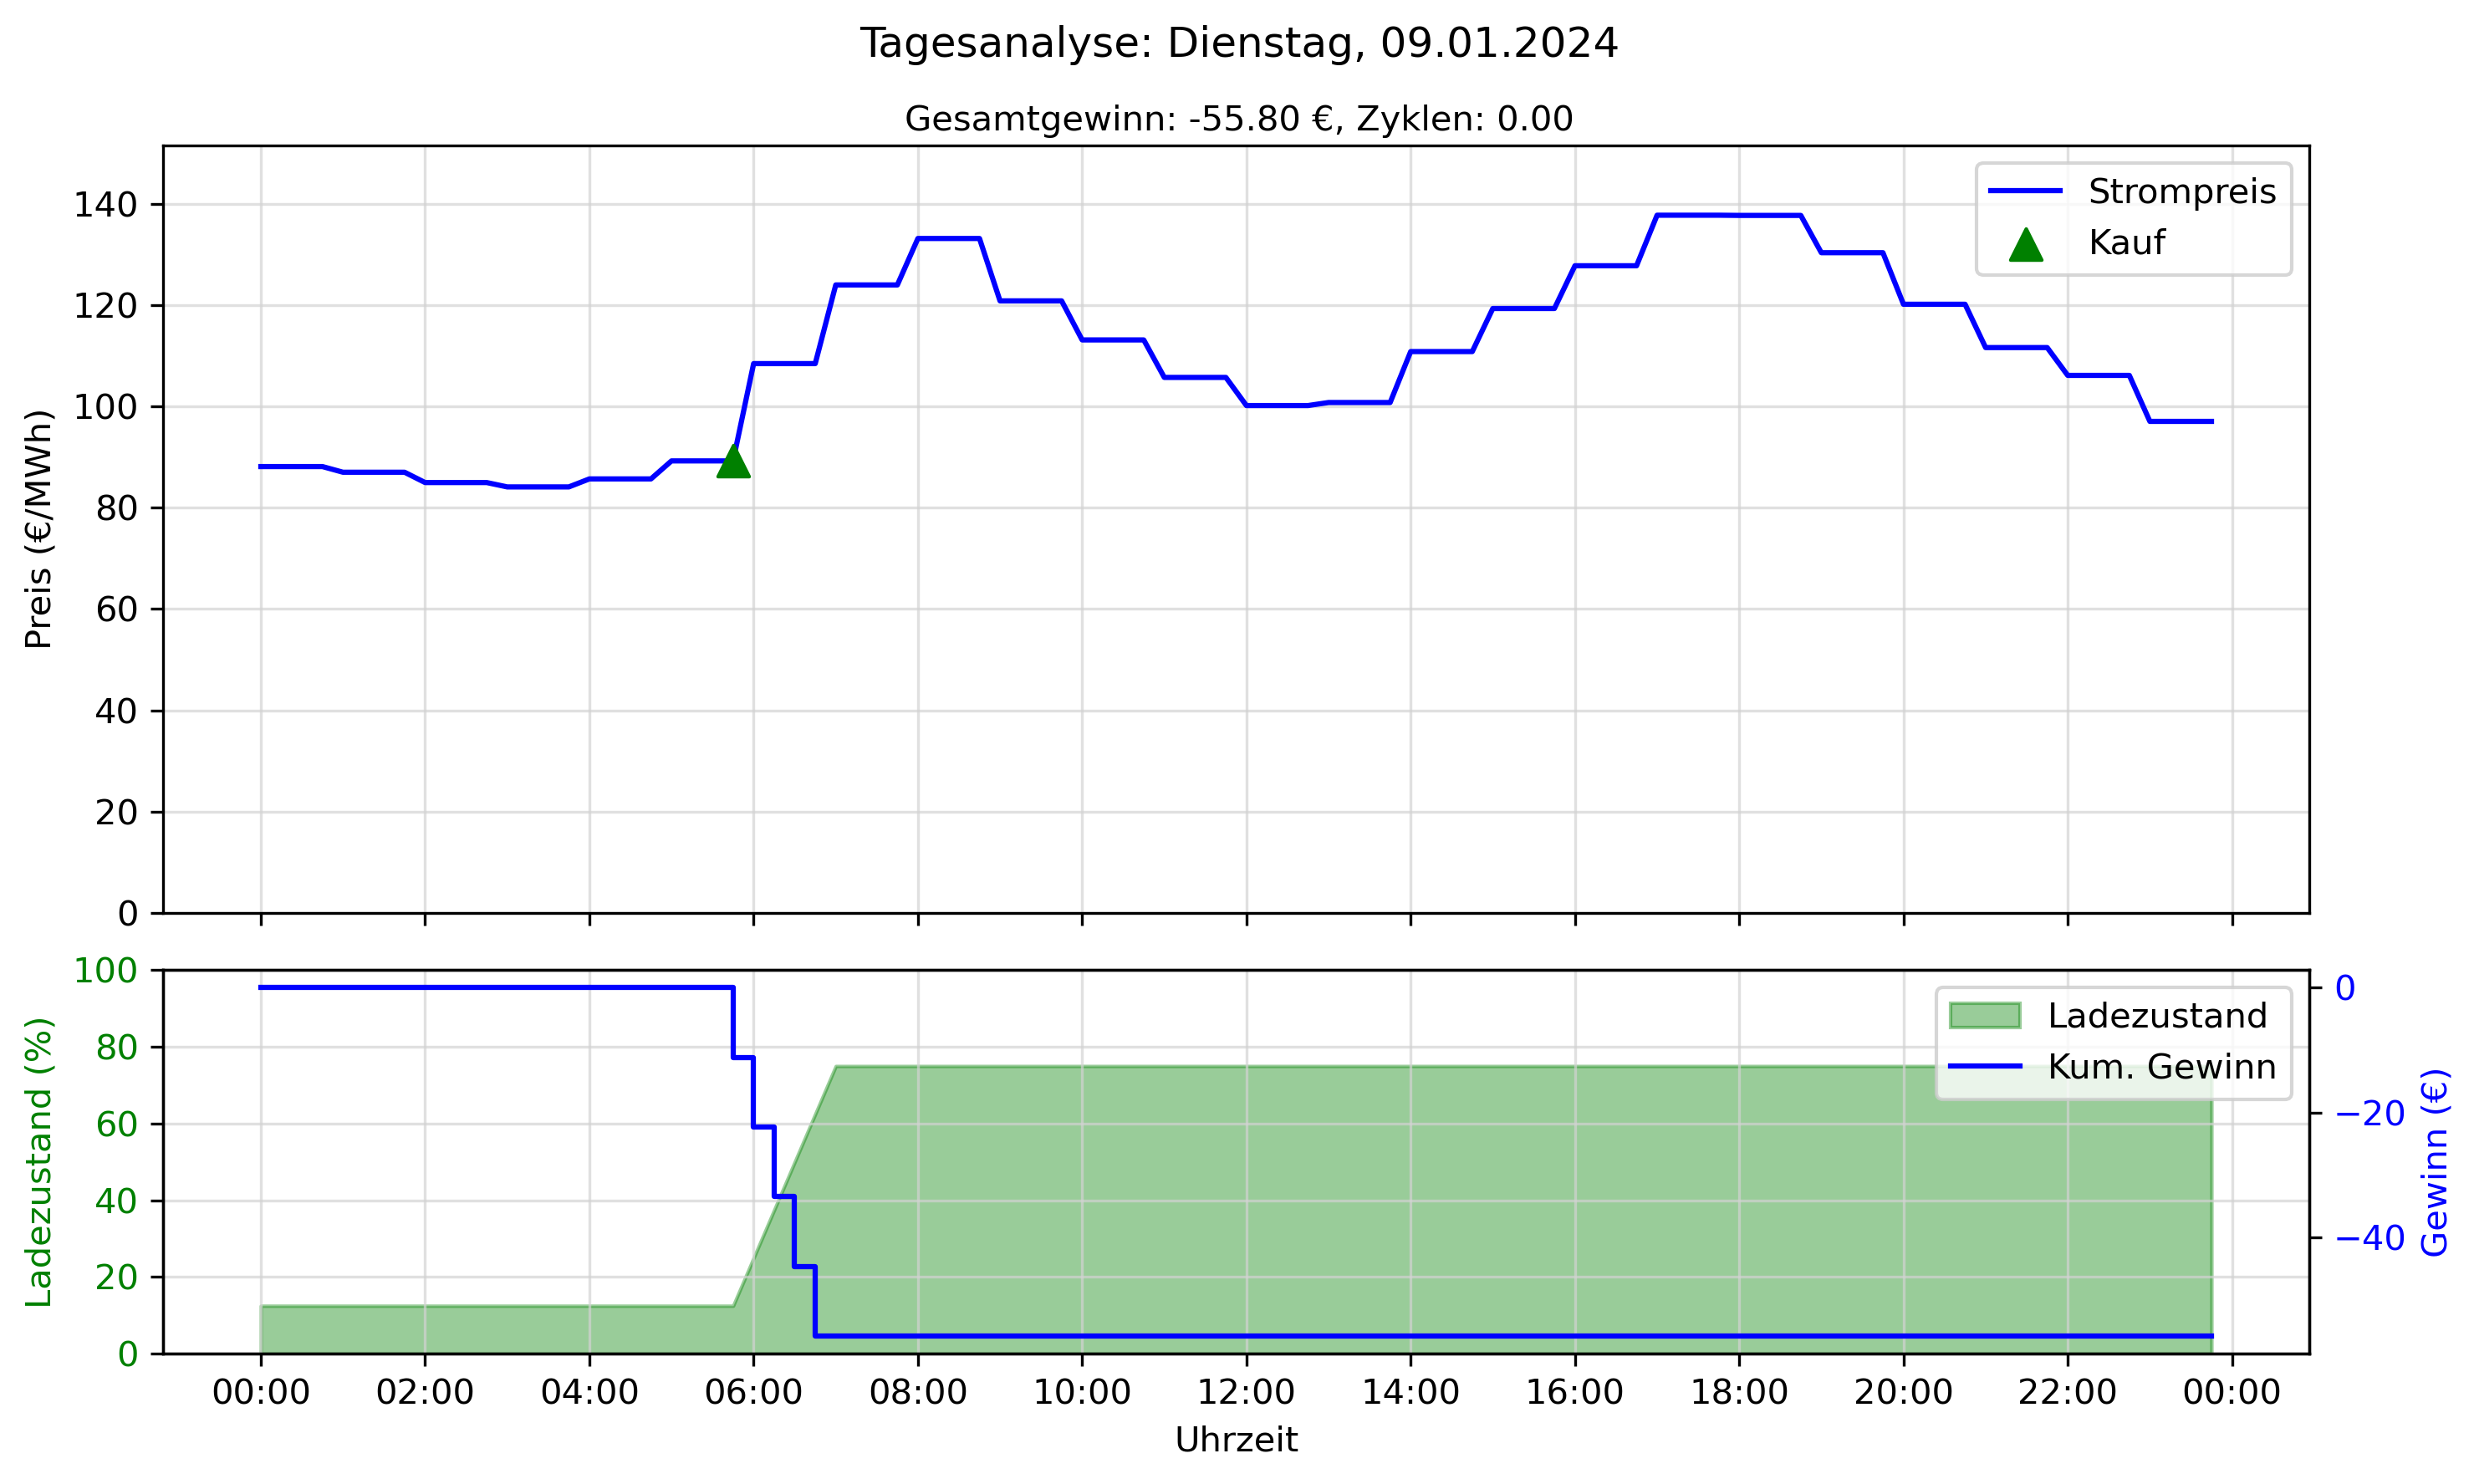 Tagesanalyse: Dienstag, 09.01.2024
Gesamtgewinn: -55.80 €, Zyklen: 0.00
Preis (€/MWh)
140
120
100
80
60
40
20
0
Strompreis
Kauf
Ladezustand (%)
100
80
60
40
20
0
Ladezustand
Kum. Gewinn
0
−20
−40
Gewinn (€)
00:00 02:00 04:00 06:00 08:00 10:00 12:00 14:00 16:00 18:00 20:00 22:00 00:00
Uhrzeit